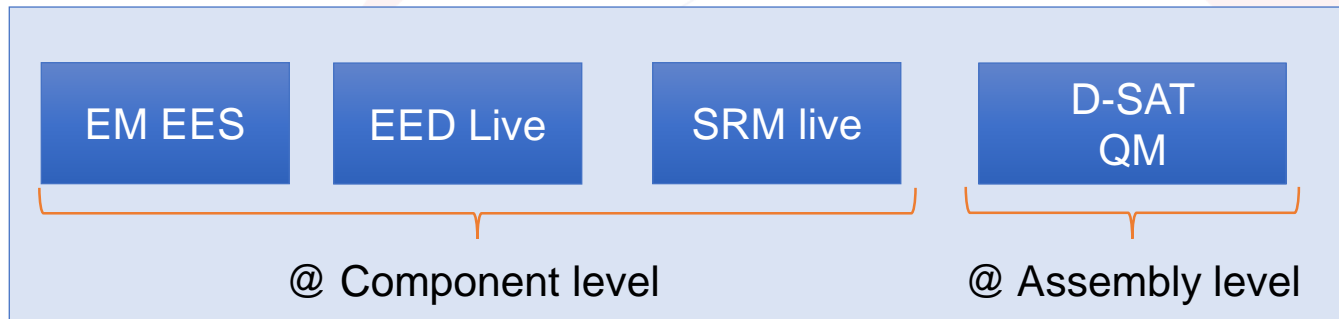 EM EES
EED Live
SRM live
D-SAT
QM
@ Component level
@ Assembly level